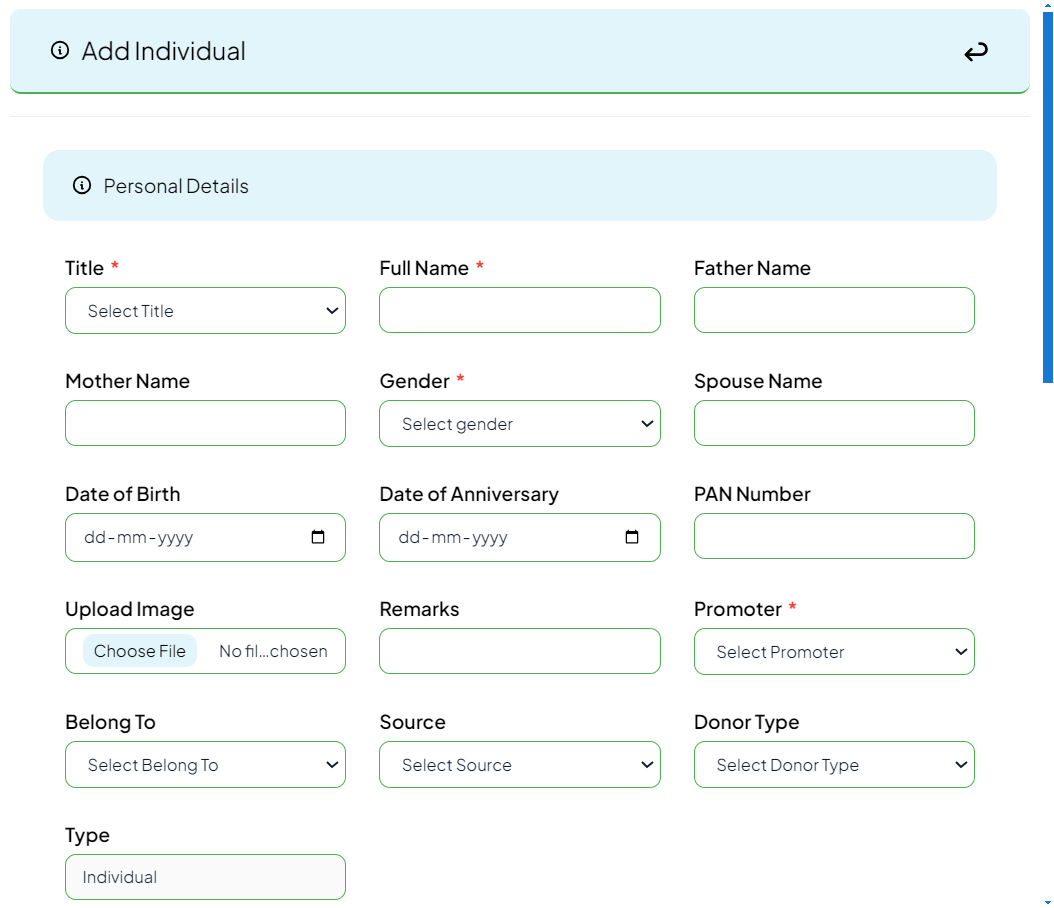 Add Individual
Personal Details
Title *
Full Name *
Father Name
Select Title
Mother Name
Gender *
Spouse Name
Select gender
Date of Birth
Date of Anniversary
PAN Number
dd-mm-yyyy
dd-mm-yyyy
Upload Image
Remarks
Promoter *
Choose File No fil...chosen
Select Promoter
Belong To
Source
Donor Type
Select Belong To
Select Source
Select Donor Type
Type
Individual